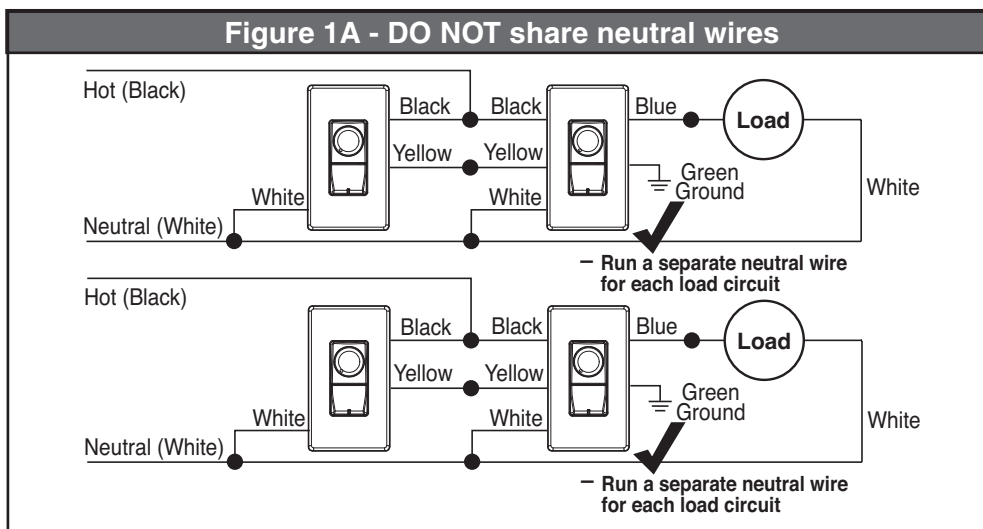 Figure 1A - DO NOT share neutral wires
Hot (Black)
Black
Black
Blue
Load
Yellow
Yellow
Green
Ground
White
White
White
Neutral (White)
– Run a separate neutral wire
for each load circuit
Hot (Black)
Black
Black
Blue
Load
Yellow
Yellow
Green
Ground
White
White
White
Neutral (White)
– Run a separate neutral wire
for each load circuit